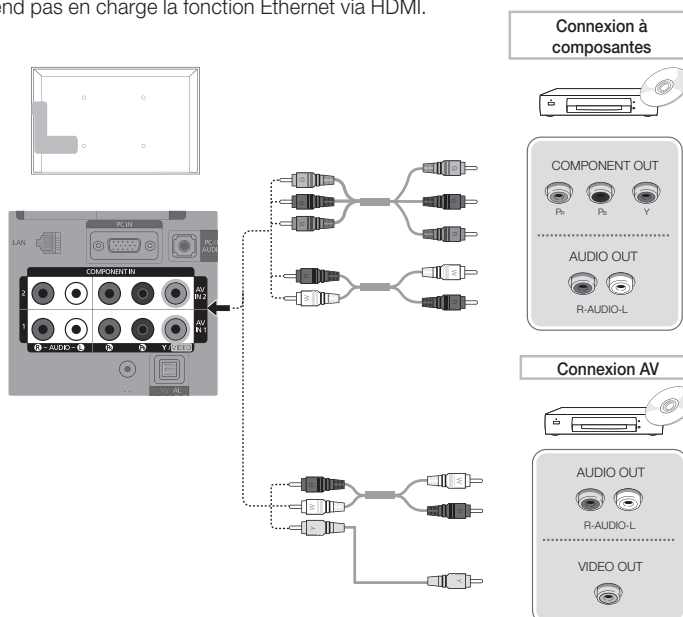 end pas en charge la fonction Ethernet via HDMI.
Connexion à
composantes
COMPONENT OUT
PR PB Y
AUDIO OUT
R-AUDIO-L
LAN
PC IN
COMPONENT IN
2
AV
IN 2
1
AV
IN 1
R - AUDIO - L PR PB Y / VIDEO
G
B
R
G
B
R
R
W
W
R
Connexion AV
AUDIO OUT
R-AUDIO-L
VIDEO OUT
R
W
Y
W
R
Y